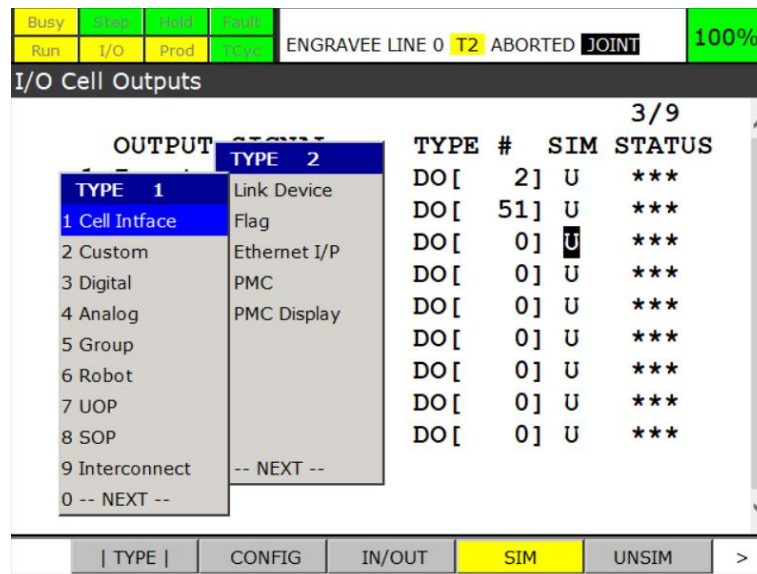 Busy Step Hold Fault
Run I/O Prod TCyc ENGRAVEE LINE 0 T2 ABORTED JOINT 100%
I/O Cell Outputs
3/9
OUTPUT TYPE # SIM STATUS
DO[ 2] U ***
DO[ 51] U ***
DO[ 0] U ***
DO[ 0] U ***
DO[ 0] U ***
DO[ 0] U ***
DO[ 0] U ***
DO[ 0] U ***
DO[ 0] U ***
TYPE 1
1 Cell Intface
2 Custom
3 Digital
4 Analog
5 Group
6 Robot
7 UOP
8 SOP
9 Interconnect
0 -- NEXT --
TYPE 2
Link Device
Flag
Ethernet I/P
PMC
PMC Display
-- NEXT --
| TYPE | CONFIG IN/OUT SIM UNSIM >